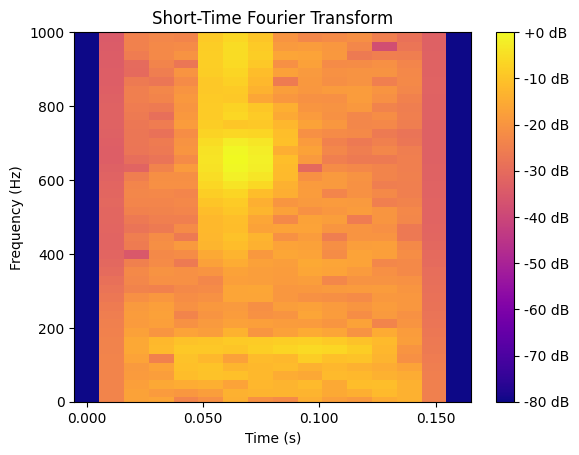 Short-Time Fourier Transform
1000
800
600
400
200
0
Frequency (Hz)
0.000
0.050
0.100
0.150
Time (s)
+0 dB
-10 dB
-20 dB
-30 dB
-40 dB
-50 dB
-60 dB
-70 dB
-80 dB